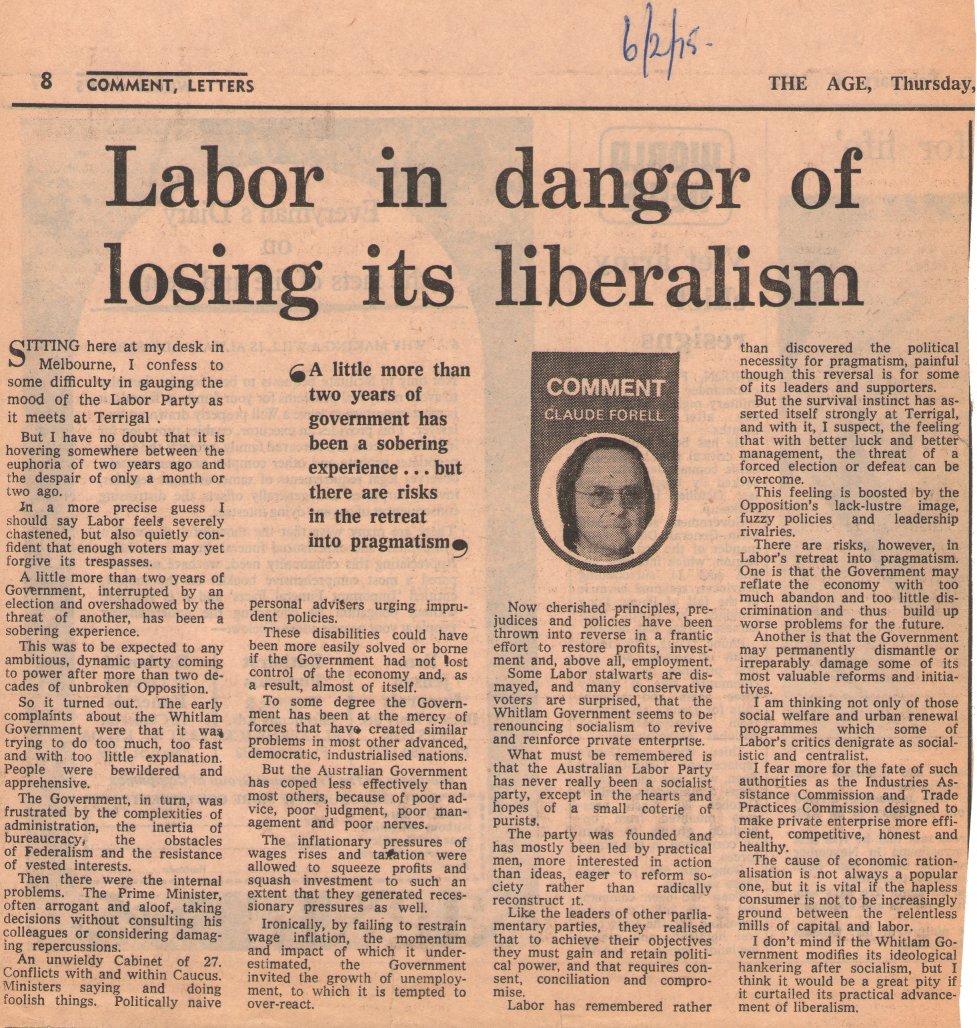 6/2/75-
8 COMMENT, LETTERS
THE AGE, Thursday,
Labor in danger of
losing its liberalism
SITTING here at my desk in
Melbourne, I confess to
some difficulty in gauging the
mood of the Labor Party as
it meets at Terrigal .
But I have no doubt that it is
hovering somewhere between the
euphoria of two years ago and
the despair of only a month or
two ago.
In a more precise guess I
should say Labor feels severely
chastened, but also quietly con-
fident that enough voters may yet
forgive its trespasses.
A little more than two years of
Government, interrupted by an
election and overshadowed by the
threat of another, has been a
sobering experience.
This was to be expected to any
ambitious, dynamic party coming
to power after more than two de-
cades of unbroken Opposition.
So it turned out. The early
complaints about the Whitlam
Government were that it was
trying to do too much, too fast
and with too little explanation.
People were bewildered and
apprehensive.
The Government, in turn, was
frustrated by the complexities of
administration, the inertia of
bureaucracy, the obstacles
of Federalism and the resistance
of vested interests.
Then there were the internal
problems. The Prime Minister,
often arrogant and aloof, taking
decisions without consulting his
colleagues or considering damag-
ing repercussions.
An unwieldy Cabinet of 27.
Conflicts with and within Caucus.
Ministers saying and doing
foolish things. Politically naive
‘A little more than
two years of
government has
been a sobering
experience ... but
there are risks
in the retreat
into pragmatism’
personal advisers urging impru-
dent policies.
These disabilities could have
been more easily solved or borne
if the Government had not lost
control of the economy and, as
a result, almost of itself.
To some degree the Govern-
ment has been at the mercy of
forces that have created similar
problems in most other advanced,
democratic, industrialised nations.
But the Australian Government
has coped less effectively than
most others, because of poor ad-
vice, poor judgment, poor man-
agement and poor nerves.
The inflationary pressures of
wages rises and taxation were
allowed to squeeze profits and
squash investment to such an
extent that they generated reces-
sionary pressures as well.
Ironically, by failing to restrain
wage inflation, the momentum
and impact of which it under-
estimated, the Government
invited the growth of unemploy-
ment, to which it is tempted to
over-react.
COMMENT
CLAUDE FORELL
Now cherished principles, pre-
judices and policies have been
thrown into reverse in a frantic
effort to restore profits, invest-
ment and, above all, employment.
Some Labor stalwarts are dis-
mayed, and many conservative
voters are surprised, that the
Whitlam Government seems to be
renouncing socialism to revive
and reinforce private enterprise.
What must be remembered is
that the Australian Labor Party
has never really been a socialist
party, except in the hearts and
hopes of a small coterie of
purists.
The party was founded and
has mostly been led by practical
men, more interested in action
than ideas, eager to reform so-
ciety rather than radically
reconstruct it.
Like the leaders of other parlia-
mentary parties, they realised
that to achieve their objectives
they must gain and retain politi-
cal power, and that requires con-
sent, conciliation and compro-
mise.
Labor has remembered rather
than discovered the political
necessity for pragmatism, painful
though this reversal is for some
of its leaders and supporters.
But the survival instinct has as-
serted itself strongly at Terrigal,
and with it, I suspect, the feeling
that with better luck and better
management, the threat of a
forced election or defeat can be
overcome.
This feeling is boosted by the
Opposition's lack-lustre image,
fuzzy policies and leadership
rivalries.
There are risks, however, in
Labor's retreat into pragmatism.
One is that the Government may
reflate the economy with too
much abandon and too little dis-
crimination and thus build up
worse problems for the future.
Another is that the Government
may permanently dismantle or
irreparably damage some of its
most valuable reforms and initia-
tives.
I am thinking not only of those
social welfare and urban renewal
programmes which some of
Labor's critics denigrate as social-
istic and centralist.
I fear more for the fate of such
authorities as the Industries As-
sistance Commission and Trade
Practices Commission designed to
make private enterprise more effi-
cient, competitive, honest and
healthy.
The cause of economic ration-
alisation is not always a popular
one, but it is vital if the hapless
consumer is not to be increasingly
ground between the relentless
mills of capital and labor.
I don't mind if the Whitlam Go-
vernment modifies its ideological
hankering after socialism, but I
think it would be a great pity if
it curtailed its practical advance-
ment of liberalism.